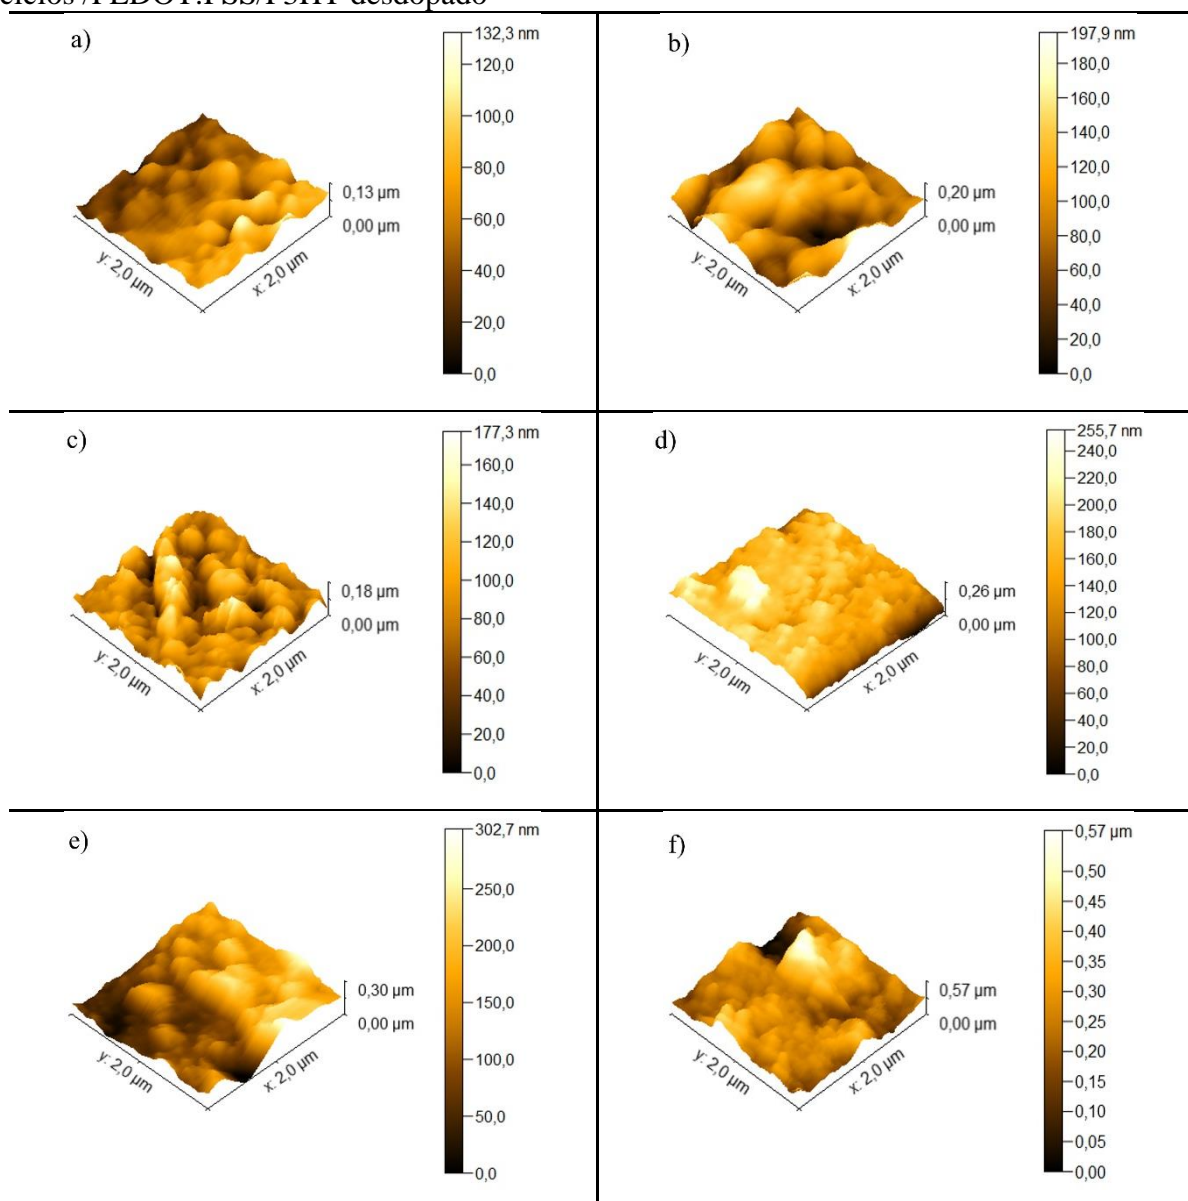 ciclos /PEDOT:PSS/P3HT desdopado
a)
132,3 nm
120,0
100,0
80,0
60,0
40,0
20,0
0,0
0,13 µm
0,00 µm
y: 2,0 µm
x: 2,0 µm
b)
197,9 nm
180,0
160,0
140,0
120,0
100,0
80,0
60,0
40,0
20,0
0,0
0,20 µm
0,00 µm
y: 2,0 µm
x: 2,0 µm
c)
177,3 nm
160,0
140,0
120,0
100,0
80,0
60,0
40,0
20,0
0,0
0,18 µm
0,00 µm
y: 2,0 µm
x: 2,0 µm
d)
255,7 nm
240,0
220,0
200,0
180,0
160,0
140,0
120,0
100,0
80,0
60,0
40,0
20,0
0,0
0,26 µm
0,00 µm
y: 2,0 µm
x: 2,0 µm
e)
302,7 nm
250,0
200,0
150,0
100,0
50,0
0,0
0,30 µm
0,00 µm
y: 2,0 µm
x: 2,0 µm
f)
0,57 µm
0,50
0,45
0,40
0,35
0,30
0,25
0,20
0,15
0,10
0,05
0,00
0,57 µm
0,00 µm
y: 2,0 µm
x: 2,0 µm